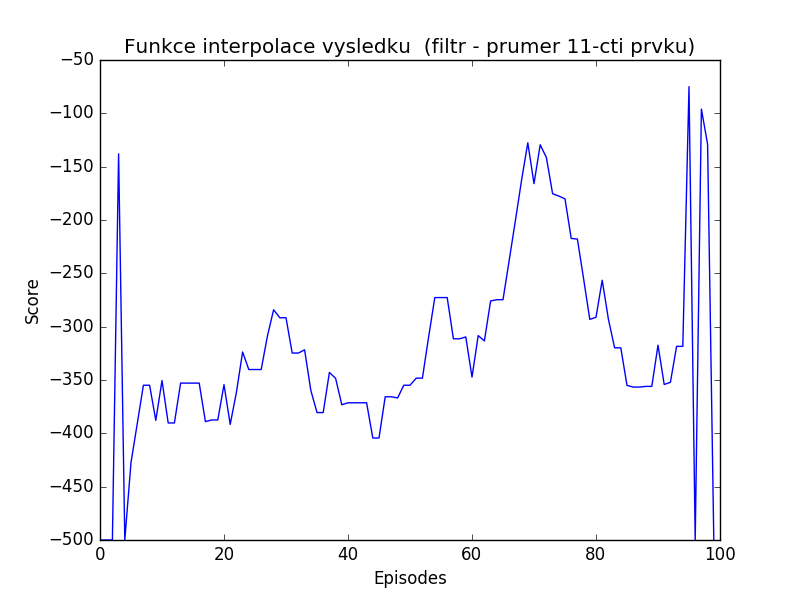 Funkce interpolace vysledku  (filtr - prumer 11-cti prvku)
−50
−100
−150
−200
−250
−300
−350
−400
−450
−500
Score
0 20 40 60 80 100
Episodes